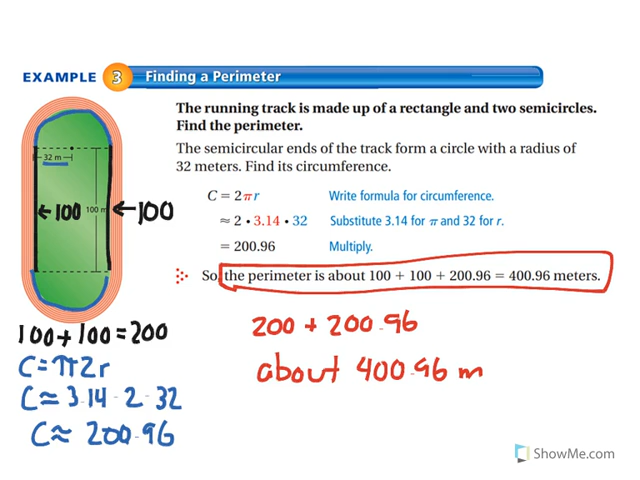 EXAMPLE 3 Finding a Perimeter
The running track is made up of a rectangle and two semicircles.
Find the perimeter.
The semicircular ends of the track form a circle with a radius of
32 meters. Find its circumference.
32 m
C = 2πr Write formula for circumference.
←100 100 m ←100
≈ 2 • 3.14 • 32 Substitute 3.14 for π and 32 for r.
= 200.96 Multiply.
So, the perimeter is about 100 + 100 + 200.96 = 400.96 meters.
100+100=200
200 + 200.96
C=π2r
about 400.96 m
C≈3.14·2·32
C≈ 200.96
ShowMe.com